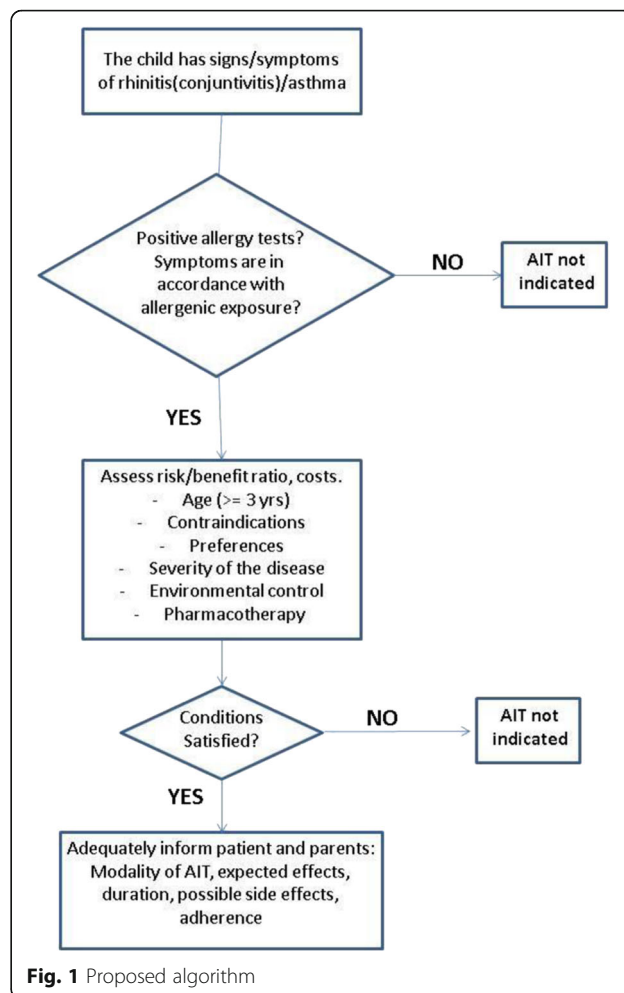 The child has signs/symptoms
of rhinitis(conjuntivitis)/asthma
Positive allergy tests?
Symptoms are in
accordance with
allergenic exposure?
NO
AIT not
indicated
YES
Assess risk/benefit ratio, costs.
- Age (>= 3 yrs)
- Contraindications
- Preferences
- Severity of the disease
- Environmental control
- Pharmacotherapy
Conditions
Satisfied?
NO
AIT not
indicated
YES
Adequately inform patient and parents:
Modality of AIT, expected effects,
duration, possible side effects,
adherence
Fig. 1 Proposed algorithm